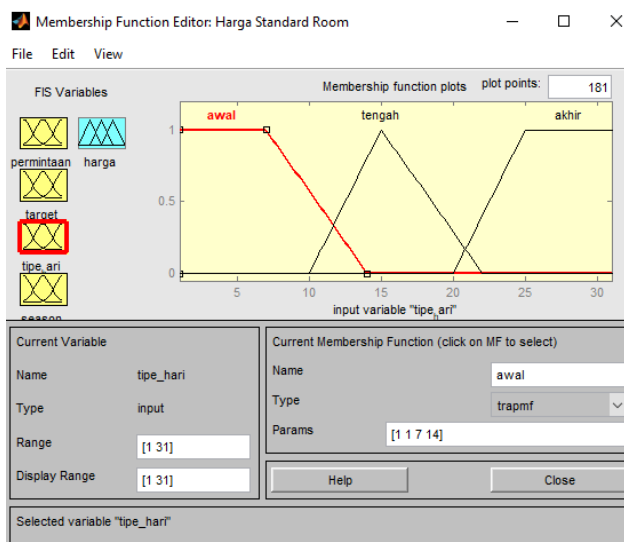 Membership Function Editor: Harga Standard Room
File Edit View
FIS Variables
Membership function plots plot points: 181
permintaan harga
target
tipe_hari
season
awal tengah akhir
1
0.5
0
5 10 15 20 25 30
input variable "tipe_hari"
Current Variable
Name tipe_hari
Type input
Range [1 31]
Display Range [1 31]
Current Membership Function (click on MF to select)
Name awal
Type trapmf
Params [1 1 7 14]
Help Close
Selected variable "tipe_hari"